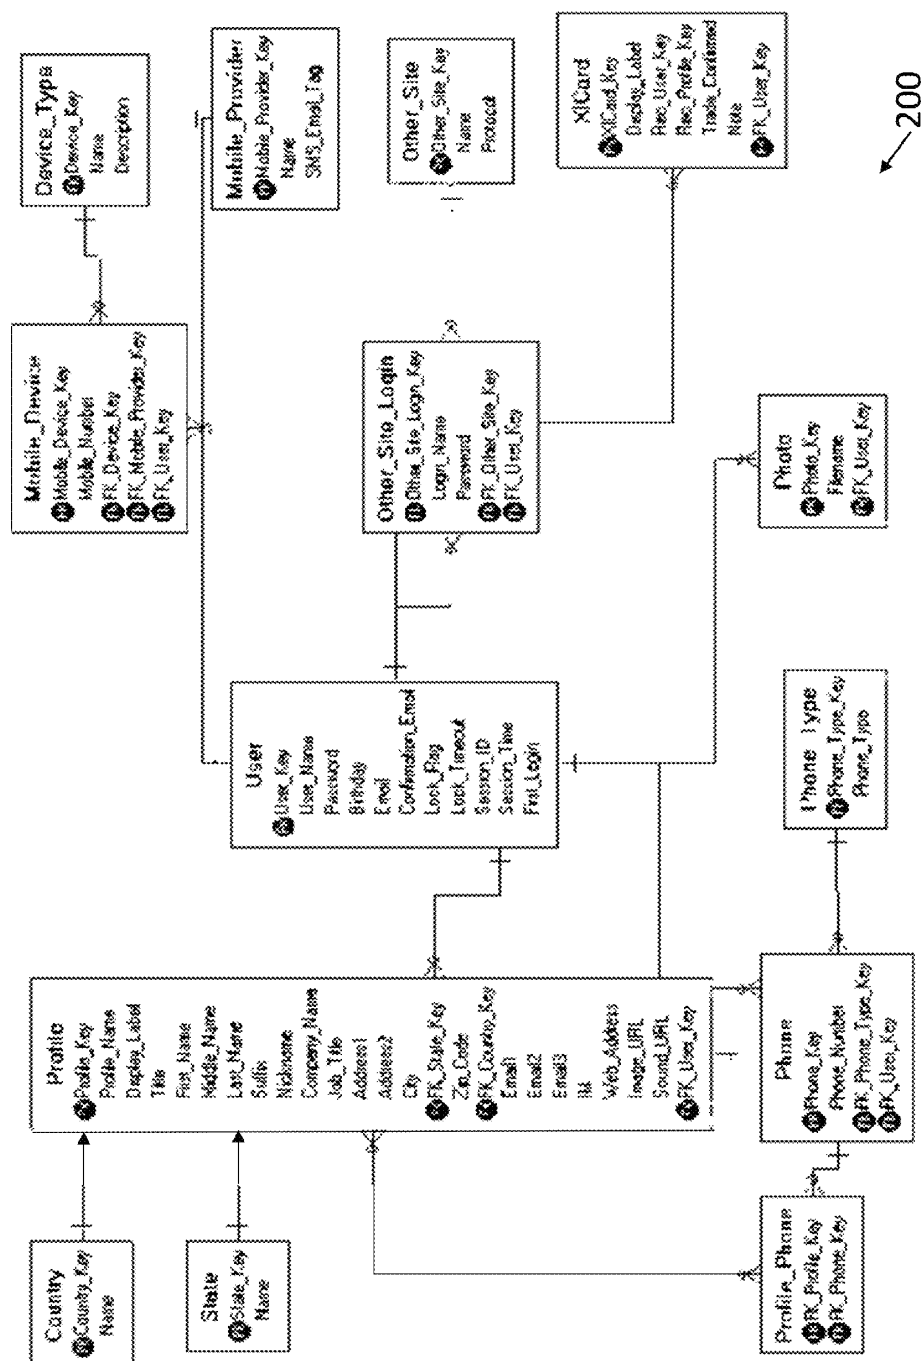 Country
Country_Key
Name
State
State_Key
Name
Profile
Profile_Key
Profile_Name
Display_Label
Title
First_Name
Middle_Name
Last_Name
Suffix
Nickname
Company_Name
Job_Title
Address1
Address2
City
FK_State_Key
Zip_Code
FK_Country_Key
Email1
Email2
Email3
IM
Web_Address
Image_URL
Sound_URL
FK_User_Key
Profile_Phone
FK_Profile_Key
FK_Phone_Key
Phone
Phone_Key
Phone_Number
FK_Phone_Type_Key
FK_User_Key
Phone Type
Phone_Type_Key
Phone_Type
User
User_Key
User_Name
Password
Birthday
Email
Confirmation_Email
Lock_Flag
Lock_Timeout
Session_ID
Session_Time
First_Login
Mobile_Device
Mobile_Device_Key
Mobile_Number
FK_Device_Key
FK_Mobile_Provider_Key
FK_User_Key
Other_Site_Login
Other_Site_Login_Key
Login_Name
Password
FK_Other_Site_Key
FK_User_Key
Photo
Photo_Key
Filename
FK_User_Key
Device_Type
Device_Key
Name
Description
Mobile_Provider
Mobile_Provider_Key
Name
SMS_Email_Tag
Other_Site
Other_Site_Key
Name
Protocol
XICard
XICard_Key
Display_Label
Rec_User_Key
Rec_Profile_Key
Trade_Confirmed
Note
FK_User_Key
200